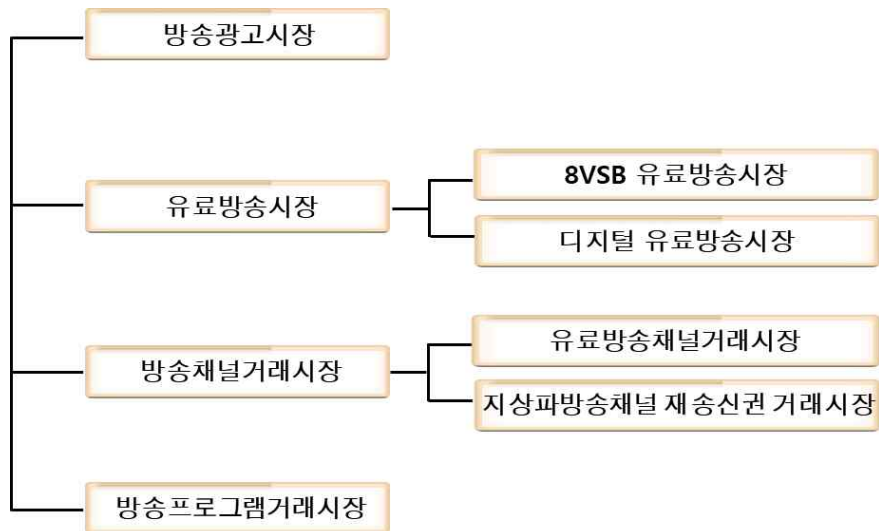 방송광고시장
유료방송시장
8VSB 유료방송시장
디지털 유료방송시장
방송채널거래시장
유료방송채널거래시장
지상파방송채널 재송신권 거래시장
방송프로그램거래시장